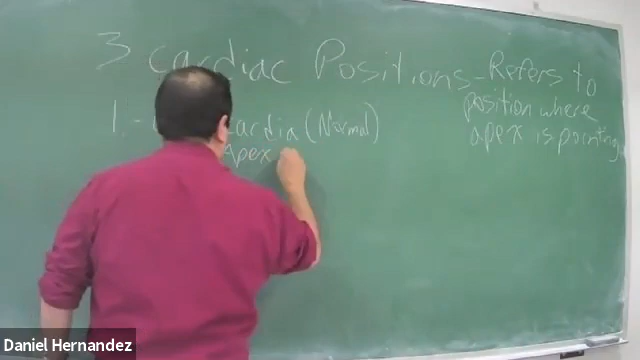 3 Cardiac Positions - Refers to
position where
apex is pointing
1.- cardia (Normal)
Apex
Daniel Hernandez